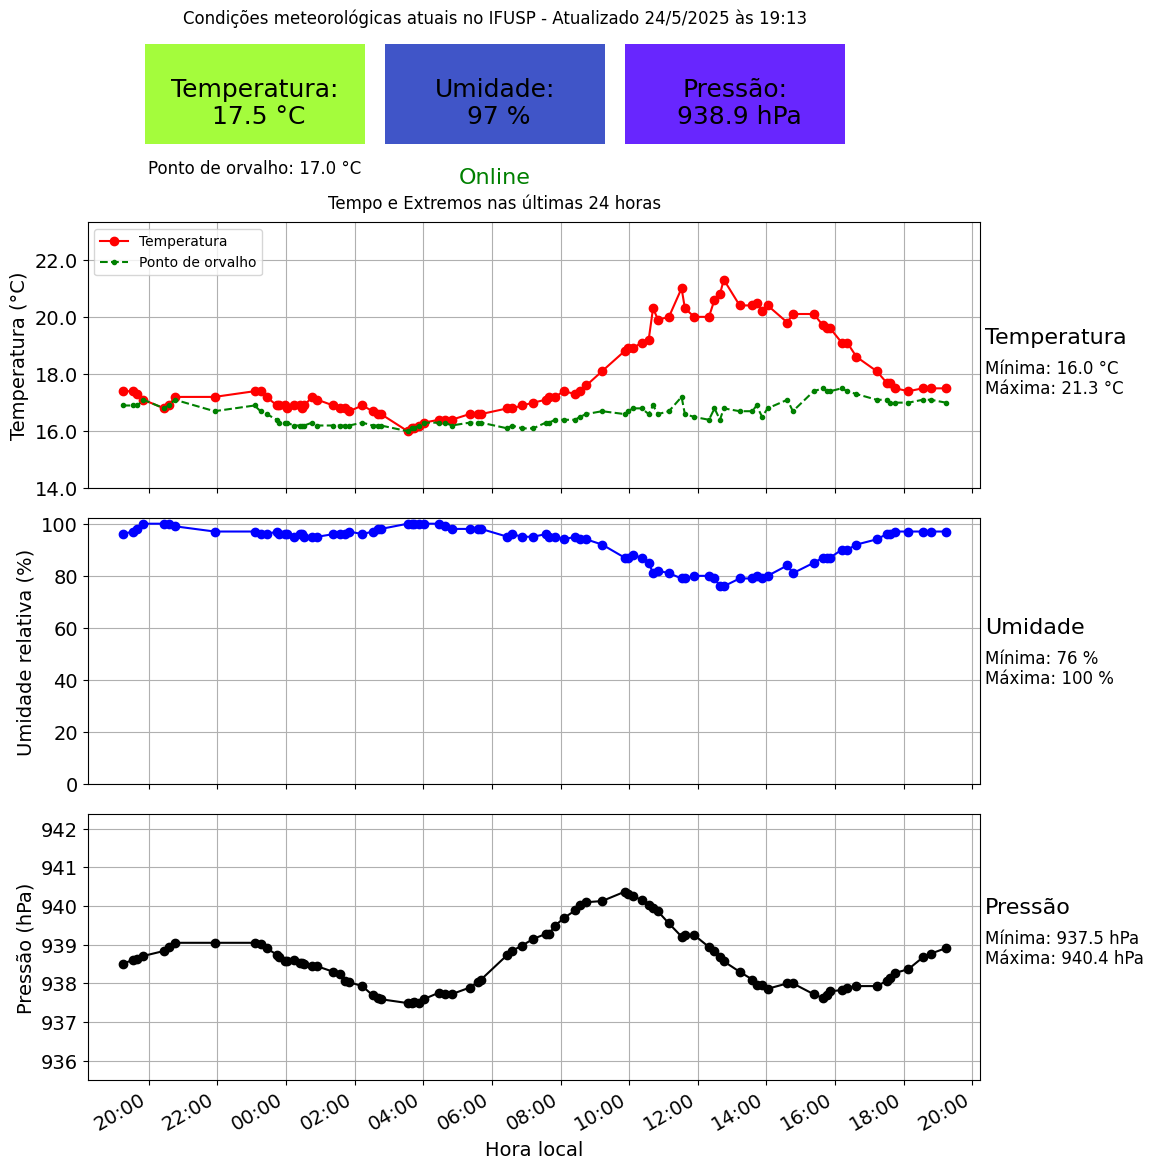 Condições meteorológicas atuais no IFUSP - Atualizado 24/5/2025 às 19:13
Temperatura:
17.5 °C
Umidade:
97 %
Pressão:
938.9 hPa
Ponto de orvalho: 17.0 °C
Online
Tempo e Extremos nas últimas 24 horas
Temperatura
Ponto de orvalho
Temperatura (°C)
22.0
20.0
18.0
16.0
14.0
Temperatura
Mínima: 16.0 °C
Máxima: 21.3 °C
Umidade relativa (%)
100
80
60
40
20
0
Umidade
Mínima: 76 %
Máxima: 100 %
Pressão (hPa)
942
941
940
939
938
937
936
Pressão
Mínima: 937.5 hPa
Máxima: 940.4 hPa
20:00
22:00
00:00
02:00
04:00
06:00
08:00
10:00
12:00
14:00
16:00
18:00
20:00
Hora local